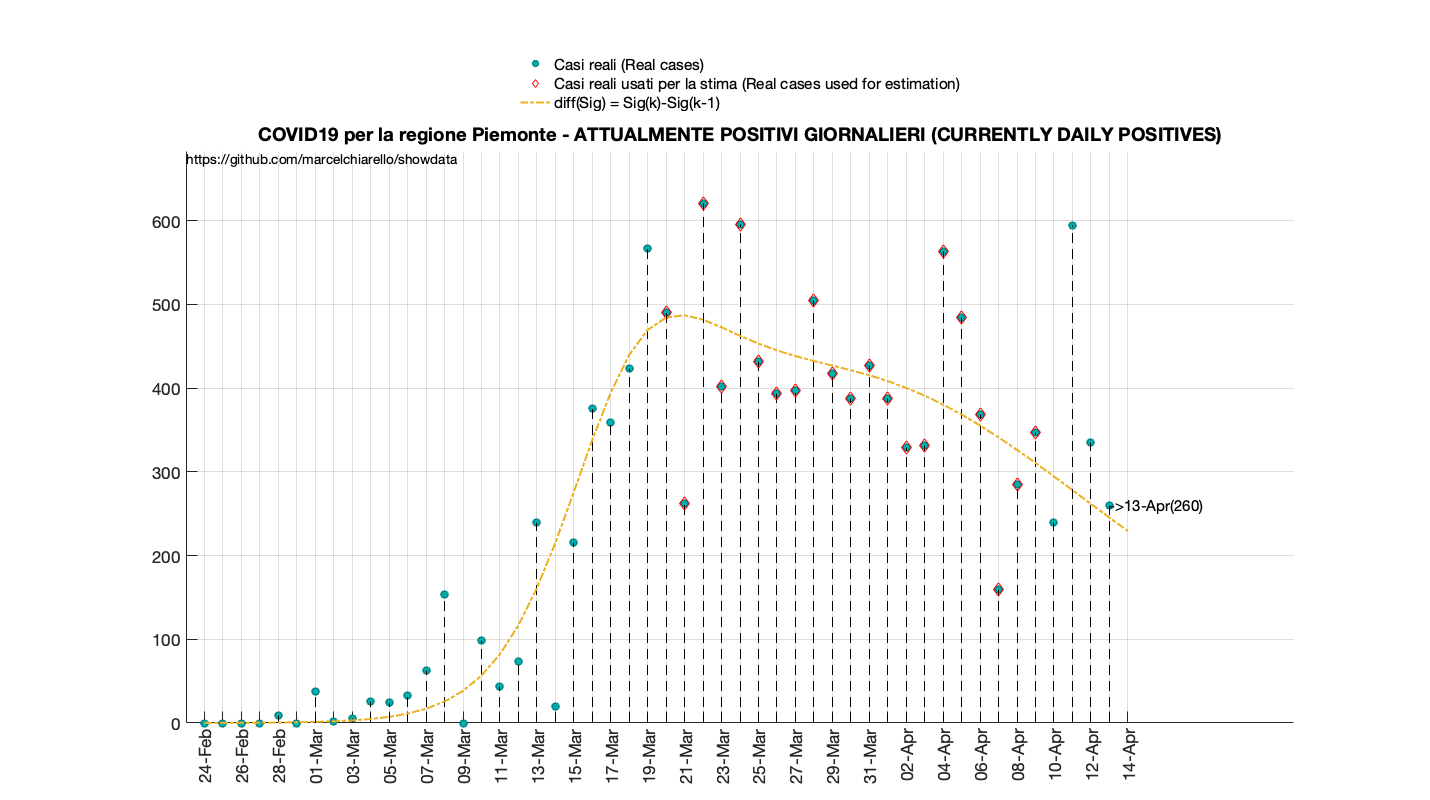 Casi reali (Real cases)
Casi reali usati per la stima (Real cases used for estimation)
diff(Sig) = Sig(k)-Sig(k-1)
COVID19 per la regione Piemonte - ATTUALMENTE POSITIVI GIORNALIERI (CURRENTLY DAILY POSITIVES)
https://github.com/marcelchiarello/showdata
600
500
400
300
200
100
0
->13-Apr(260)
24-Feb
26-Feb
28-Feb
01-Mar
03-Mar
05-Mar
07-Mar
09-Mar
11-Mar
13-Mar
15-Mar
17-Mar
19-Mar
21-Mar
23-Mar
25-Mar
27-Mar
29-Mar
31-Mar
02-Apr
04-Apr
06-Apr
08-Apr
10-Apr
12-Apr
14-Apr